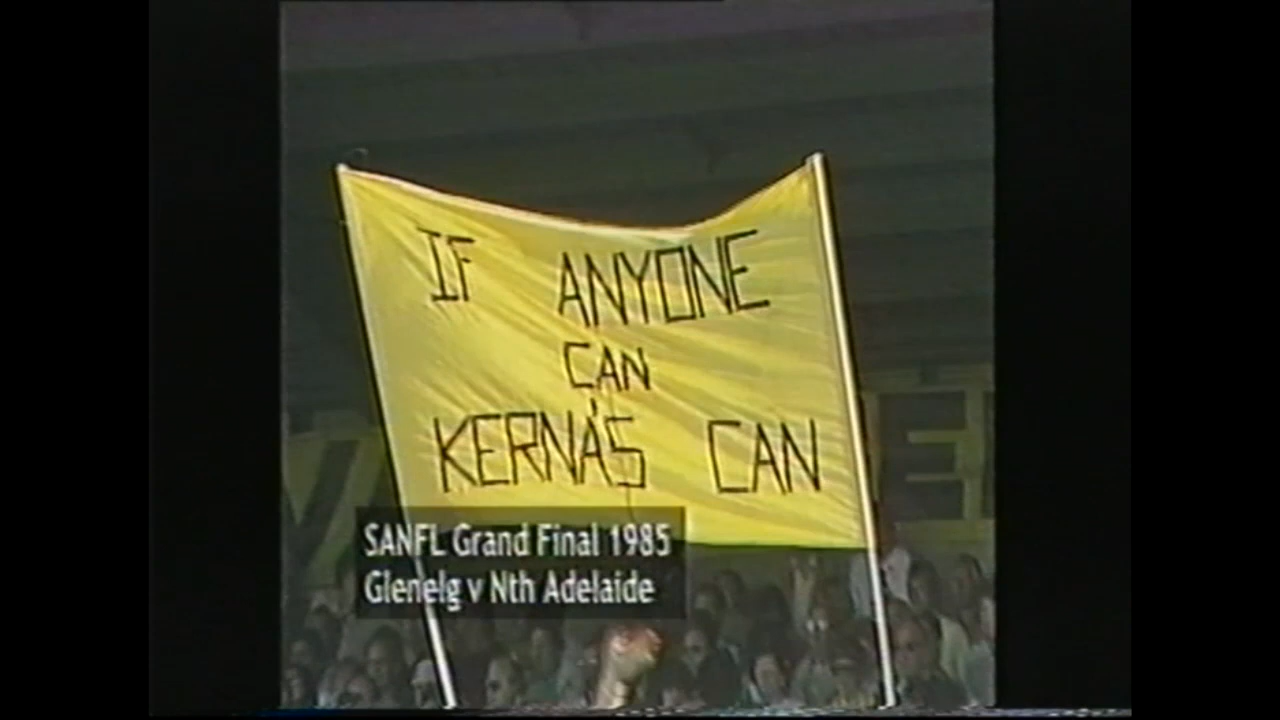 IF ANYONE
CAN
KERNA'S CAN
SANFL Grand Final 1985
Glenelg v Nth Adelaide